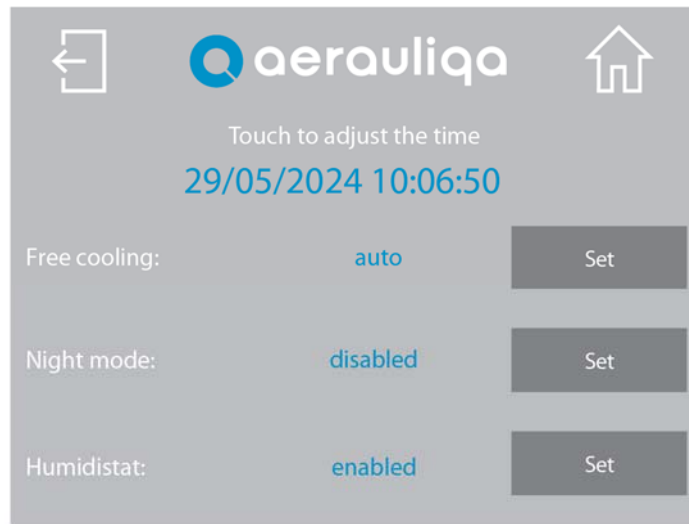 aerauliqa
Touch to adjust the time
29/05/2024 10:06:50
Free cooling: auto Set
Night mode: disabled Set
Humidistat: enabled Set